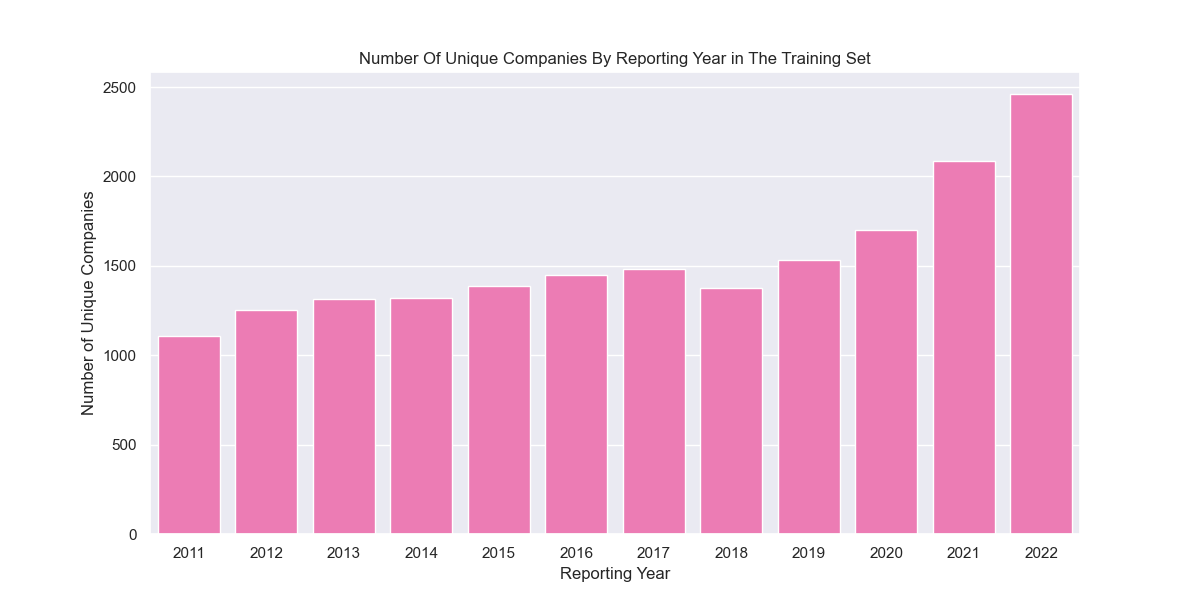 Number Of Unique Companies By Reporting Year in The Training Set
Number of Unique Companies
2500
2000
1500
1000
500
0
2011 2012 2013 2014 2015 2016 2017 2018 2019 2020 2021 2022
Reporting Year